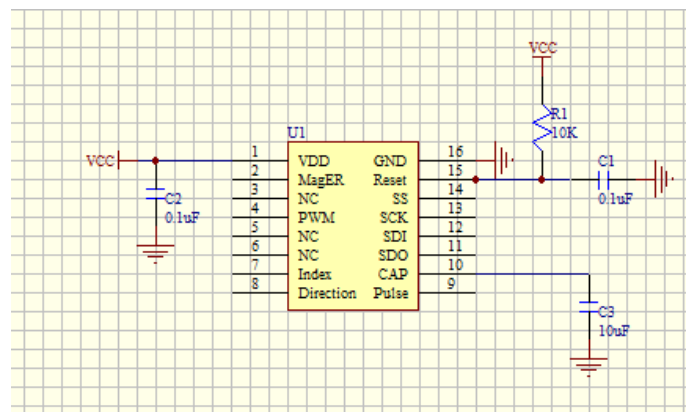 VCC
R1
10K
U1
VCC
1 VDD GND 16
2 MagER Reset 15
3 NC SS 14
4 PWM SCK 13
5 NC SDI 12
6 NC SDO 11
7 Index CAP 10
8 Direction Pulse 9
C1
0.1uF
C2
0.1uF
C3
10uF